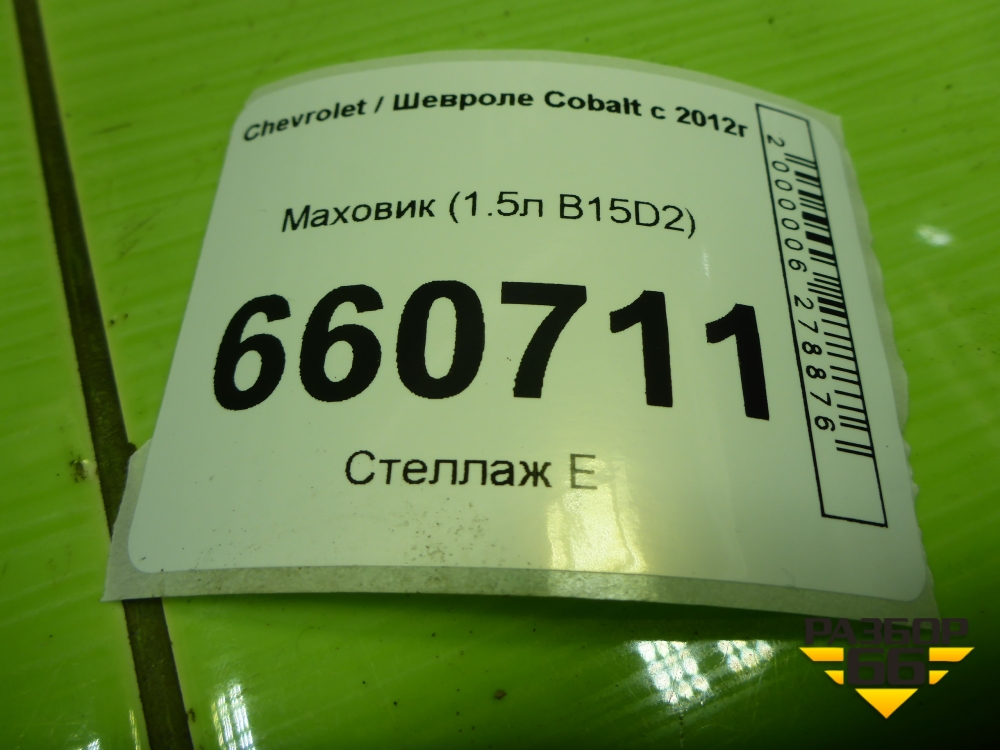 Chevrolet / Шевроле Cobalt с 2012г
Маховик (1.5л B15D2)
660711
Стеллаж Е
2000006278876
РАЗБОР
66